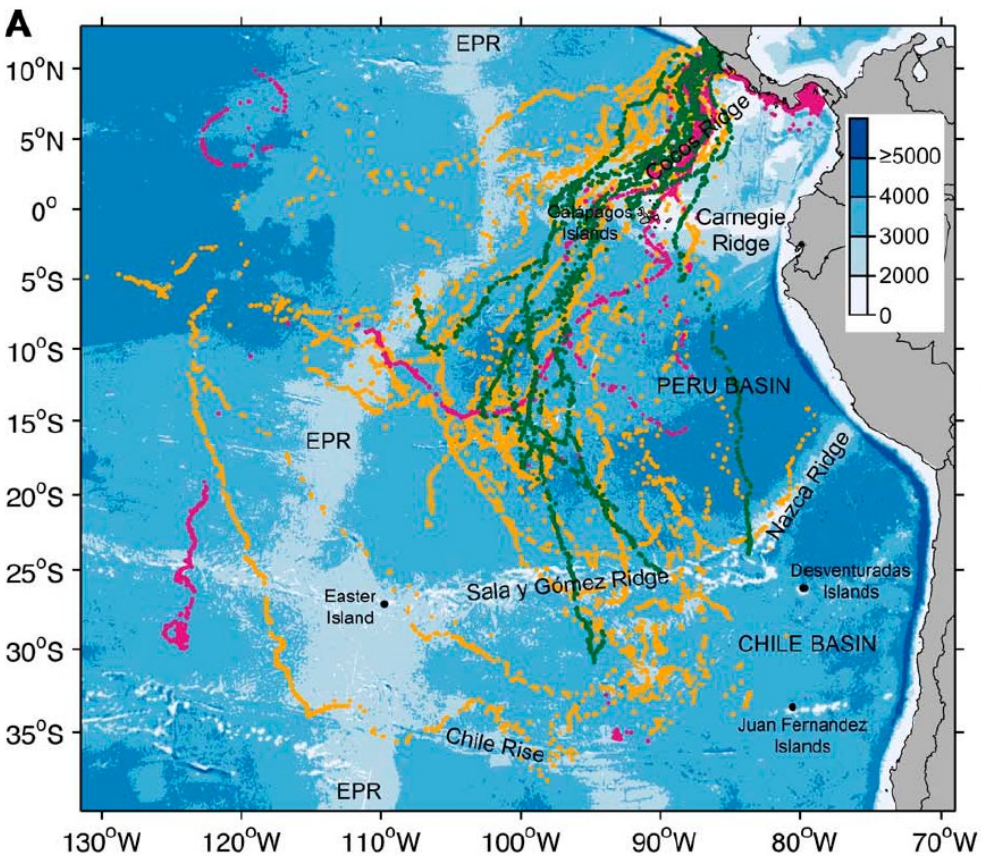 A
EPR
10°N
5°N
0°
5°S
10°S
15°S
20°S
25°S
30°S
35°S
Cocos Ridge
≥5000
4000
3000
2000
0
Galápagos
Islands
Carnegie
Ridge
PERU BASIN
EPR
Nazca Ridge
Sala y Gómez Ridge
Desventuradas
Islands
Easter
Island
CHILE BASIN
Juan Fernandez
Islands
Chile Rise
EPR
130°W 120°W 110°W 100°W 90°W 80°W 70°W